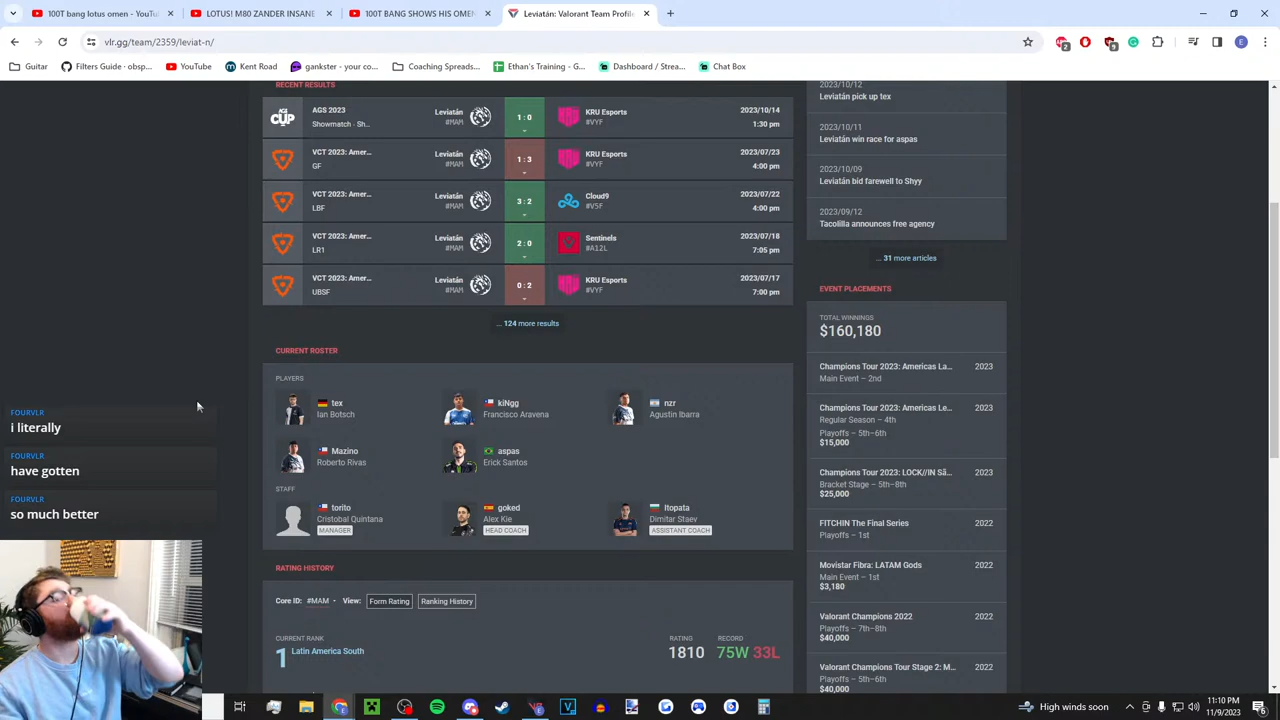 100T bang lotus omen - YouT
LOTUS! M80 ZANDER INSANE
100T BANG SHOWS HIS OMEN
Leviatán: Valorant Team Profile
vlr.gg/team/2359/leviat-n/
Guitar
Filters Guide · obsp...
YouTube
Kent Road
gankster - your co...
Coaching Spreads...
Ethan's Training - G...
Dashboard / Strea...
Chat Box
RECENT RESULTS
AGS 2023
Showmatch - Sh...
Leviatán
#MAM
1 : 0
KRU Esports
#VYF
2023/10/14
1:30 pm
VCT 2023: Amer...
GF
Leviatán
#MAM
1 : 3
KRU Esports
#VYF
2023/07/23
4:00 pm
VCT 2023: Amer...
LBF
Leviatán
#MAM
3 : 2
Cloud9
#V5F
2023/07/22
4:00 pm
VCT 2023: Amer...
LR1
Leviatán
#MAM
2 : 0
Sentinels
#A12L
2023/07/18
7:05 pm
VCT 2023: Amer...
UBSF
Leviatán
#MAM
0 : 2
KRU Esports
#VYF
2023/07/17
7:00 pm
... 124 more results
CURRENT ROSTER
PLAYERS
tex
Ian Botsch
kiNgg
Francisco Aravena
nzr
Agustin Ibarra
Mazino
Roberto Rivas
aspas
Erick Santos
STAFF
torito
Cristobal Quintana
MANAGER
goked
Alex Kie
HEAD COACH
Itopata
Dimitar Staev
ASSISTANT COACH
RATING HISTORY
Core ID: #MAM
View:
Form Rating
Ranking History
CURRENT RANK
1 Latin America South
RATING
1810
RECORD
75W 33L
2023/10/12
Leviatán pick up tex
2023/10/11
Leviatán win race for aspas
2023/10/09
Leviatán bid farewell to Shyy
2023/09/12
Tacolilla announces free agency
... 31 more articles
EVENT PLACEMENTS
TOTAL WINNINGS
$160,180
Champions Tour 2023: Americas La...
2023
Main Event – 2nd
Champions Tour 2023: Americas Le...
2023
Regular Season – 4th
Playoffs – 5th–6th
$15,000
Champions Tour 2023: LOCK//IN Sã...
2023
Bracket Stage – 5th–8th
$25,000
FITCHIN The Final Series
2022
Playoffs – 1st
Movistar Fibra: LATAM Gods
2022
Main Event – 1st
$3,180
Valorant Champions 2022
2022
Playoffs – 7th–8th
$40,000
Valorant Champions Tour Stage 2: M...
2022
Playoffs – 5th–6th
$40,000
FOURVLR
i literally
FOURVLR
have gotten
FOURVLR
so much better
High winds soon
11:10 PM
11/9/2023